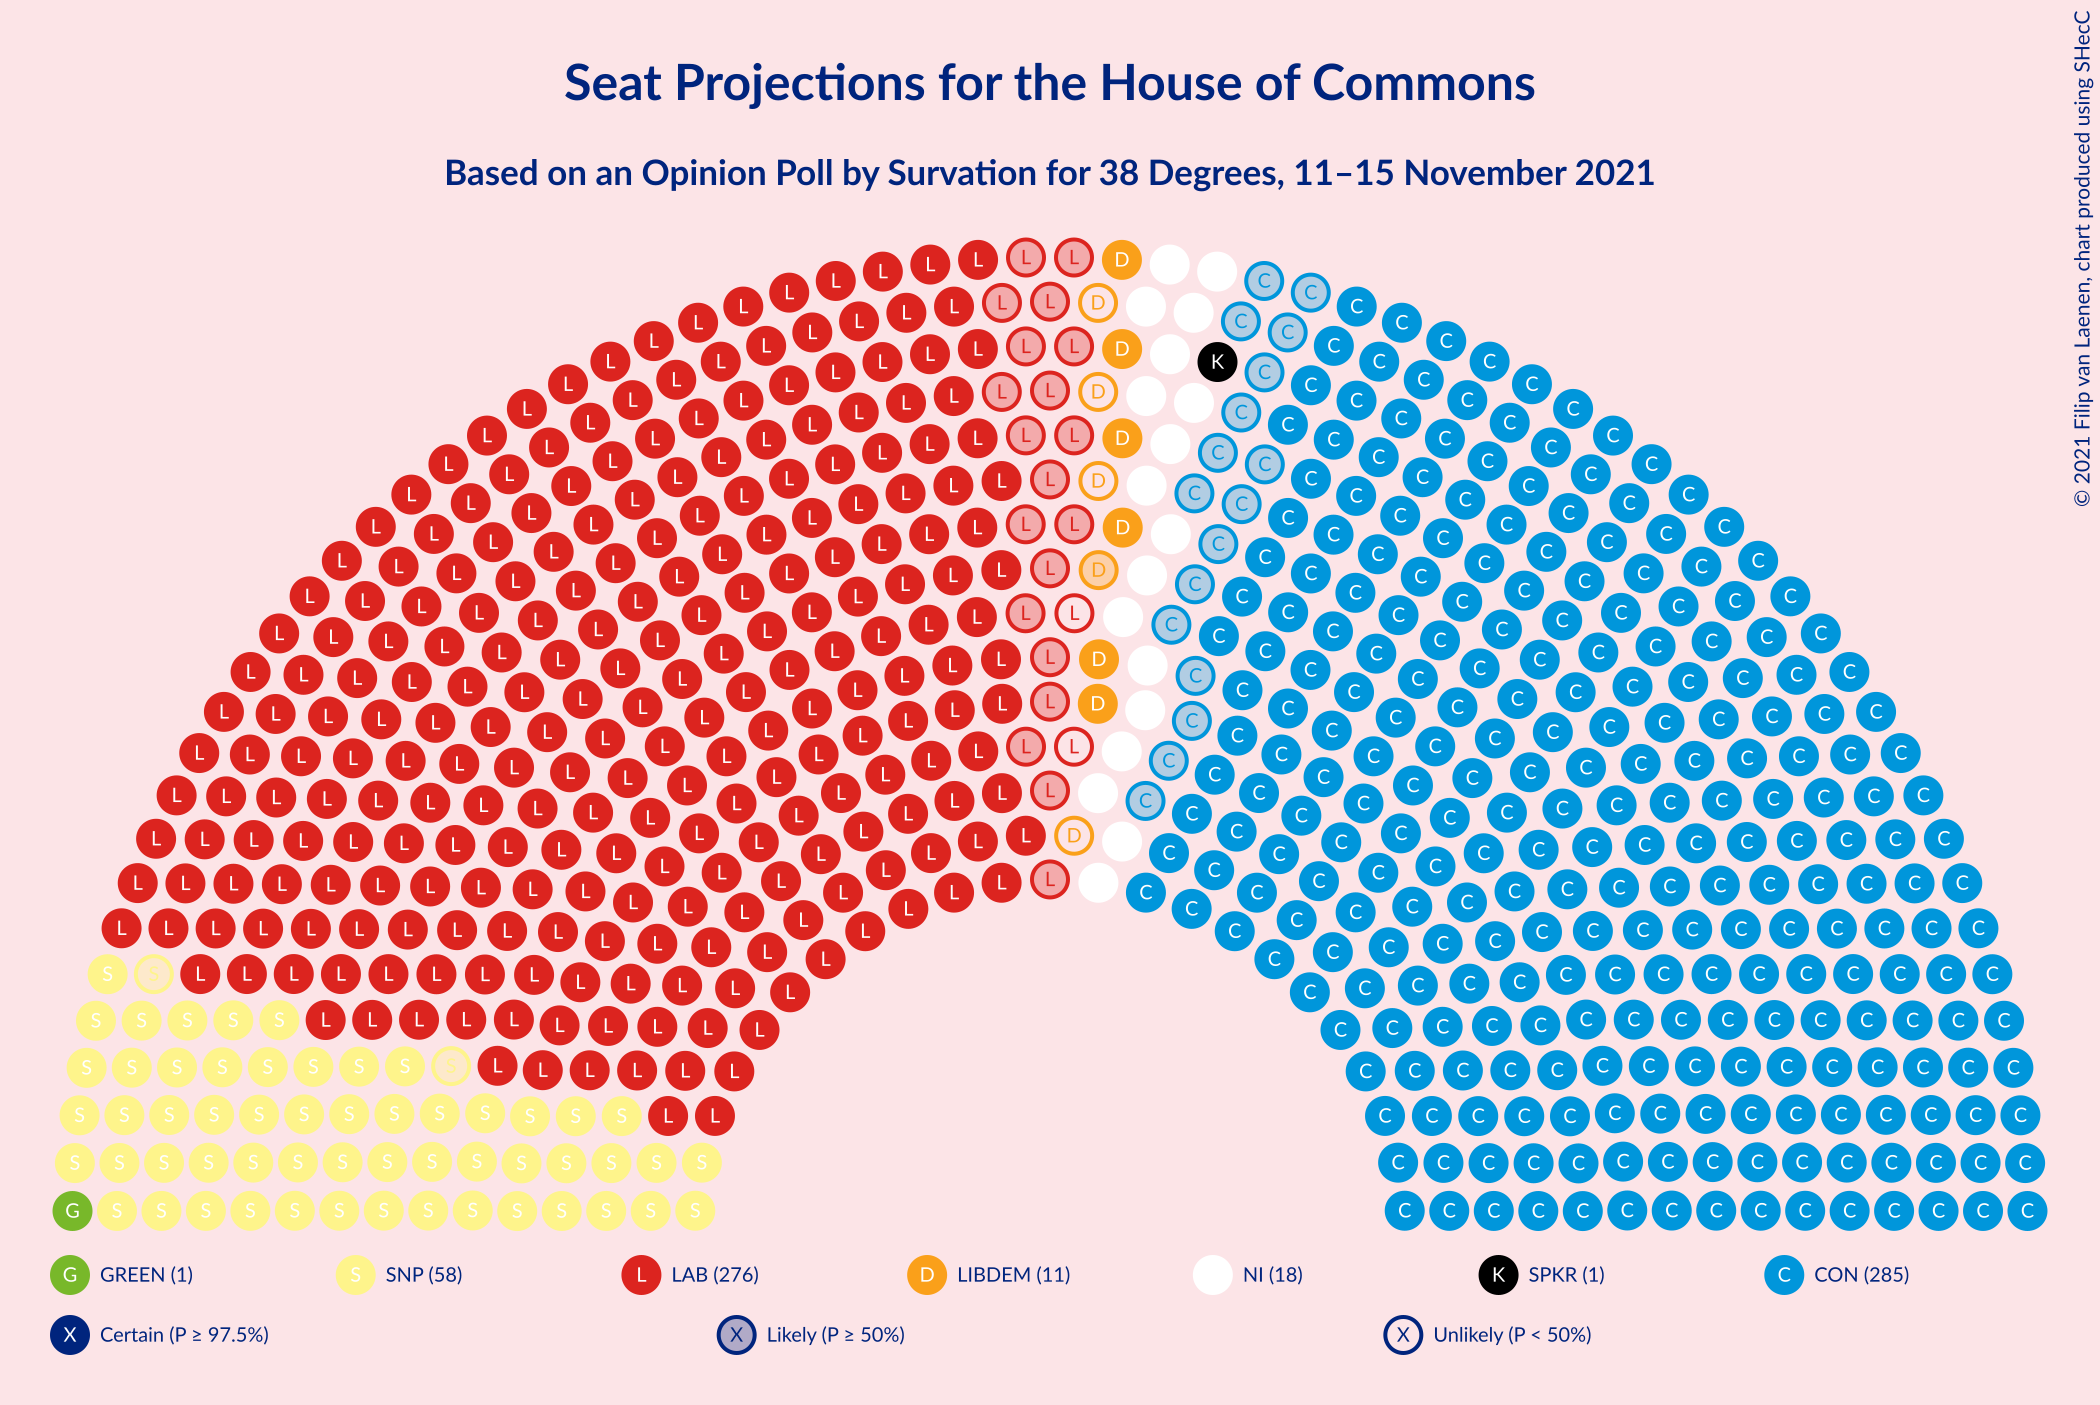 Seat Projections for the House of Commons
Based on an Opinion Poll by Survation for 38 Degrees, 11–15 November 2021
© 2021 Filip van Laenen, chart produced using SHecC
G GREEN (1) S SNP (58) L LAB (276) D LIBDEM (11) NI (18) K SPKR (1) C CON (285)
X Certain (P ≥ 97.5%) X Likely (P ≥ 50%) X Unlikely (P < 50%)